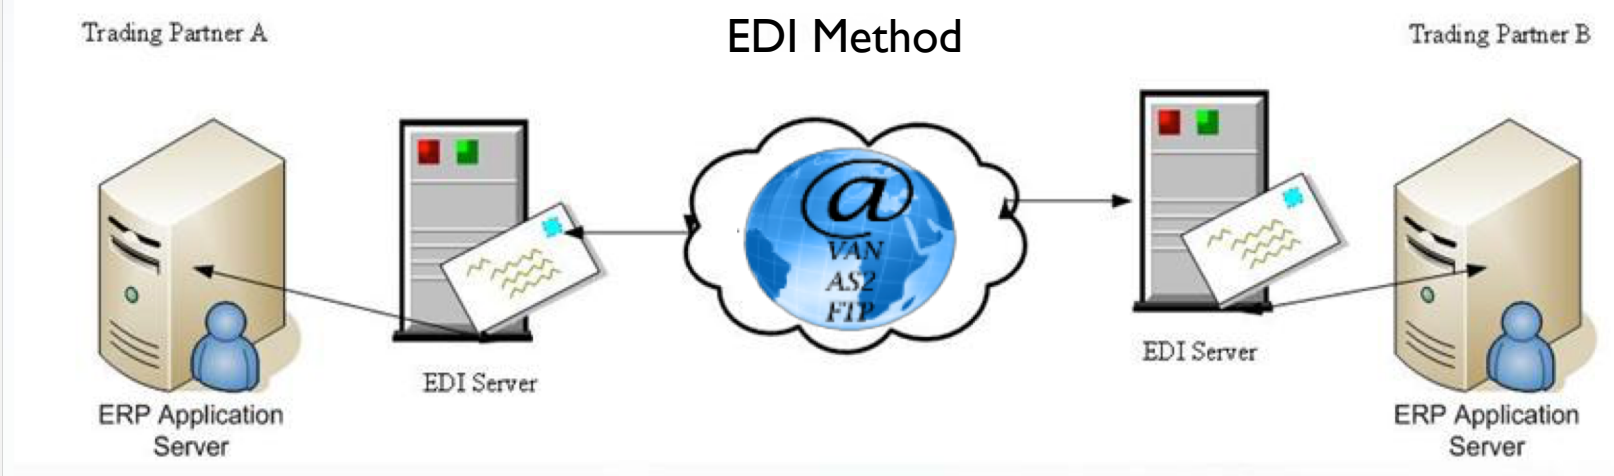 Trading Partner A
EDI Method
Trading Partner B
@
VAN
AS2
FTP
EDI Server
EDI Server
ERP Application
Server
ERP Application
Server